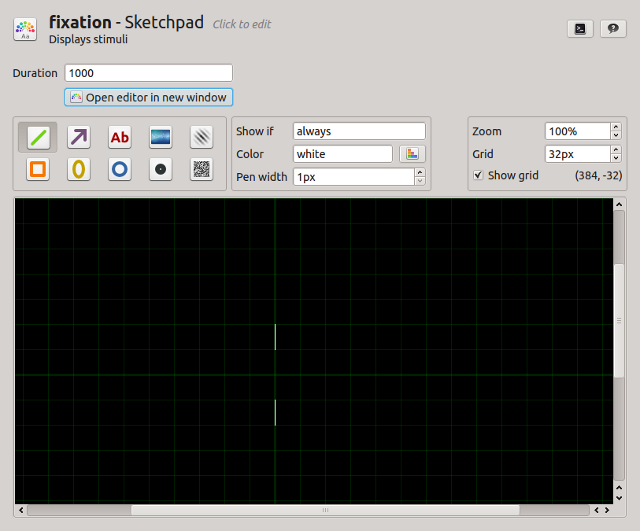 fixation - Sketchpad Click to edit
Displays stimuli
Duration 1000
Open editor in new window
Show if always
Color white
Pen width 1px
Zoom 100%
Grid 32px
Show grid (384, -32)
Ab
Aa